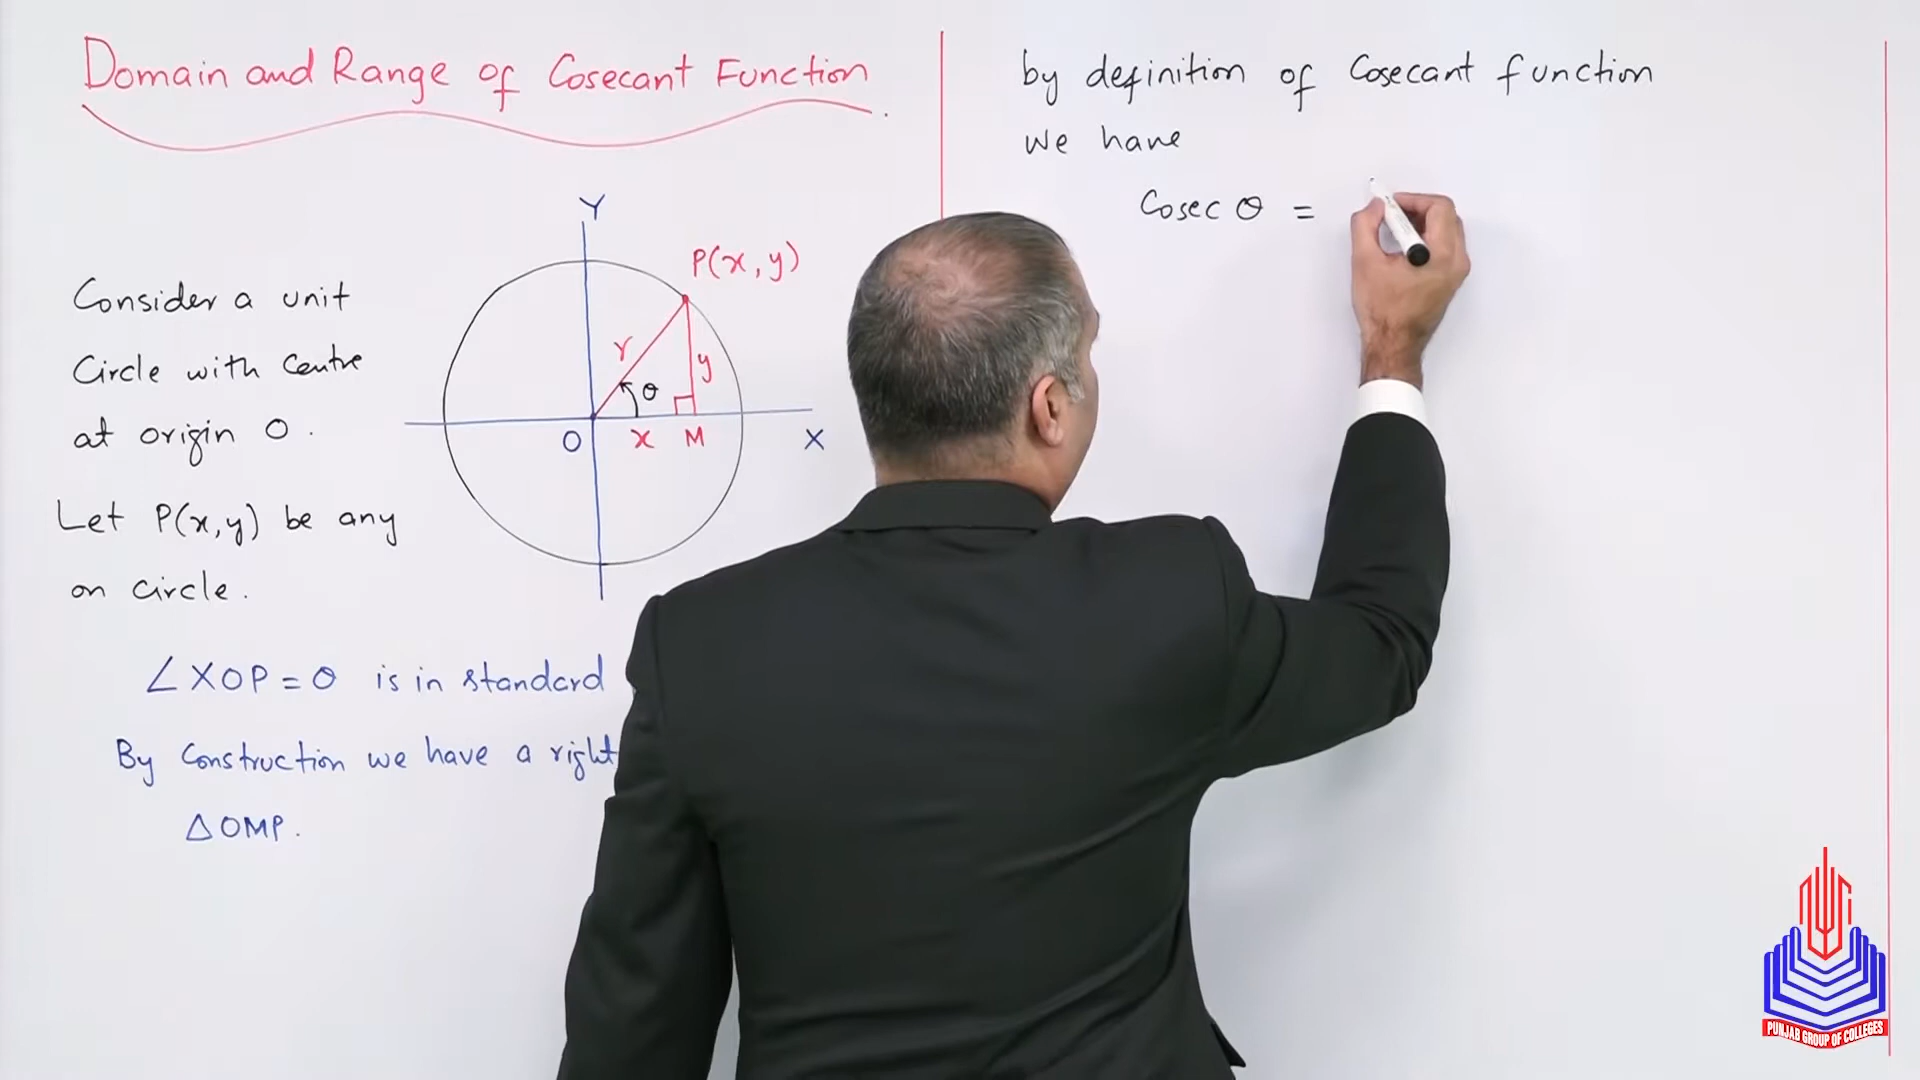 Domain and Range of Cosecant Function.
Consider a unit
Circle with Centre
at origin O.
Let P(x,y) be any
on circle.
Y
P(x,y)
r
y
θ
O
x
M
X
∠XOP = θ is in standard
By Construction we have a right
△OMP.
by definition of Cosecant function
we have
Cosec θ =
PUNJAB GROUP OF COLLEGES